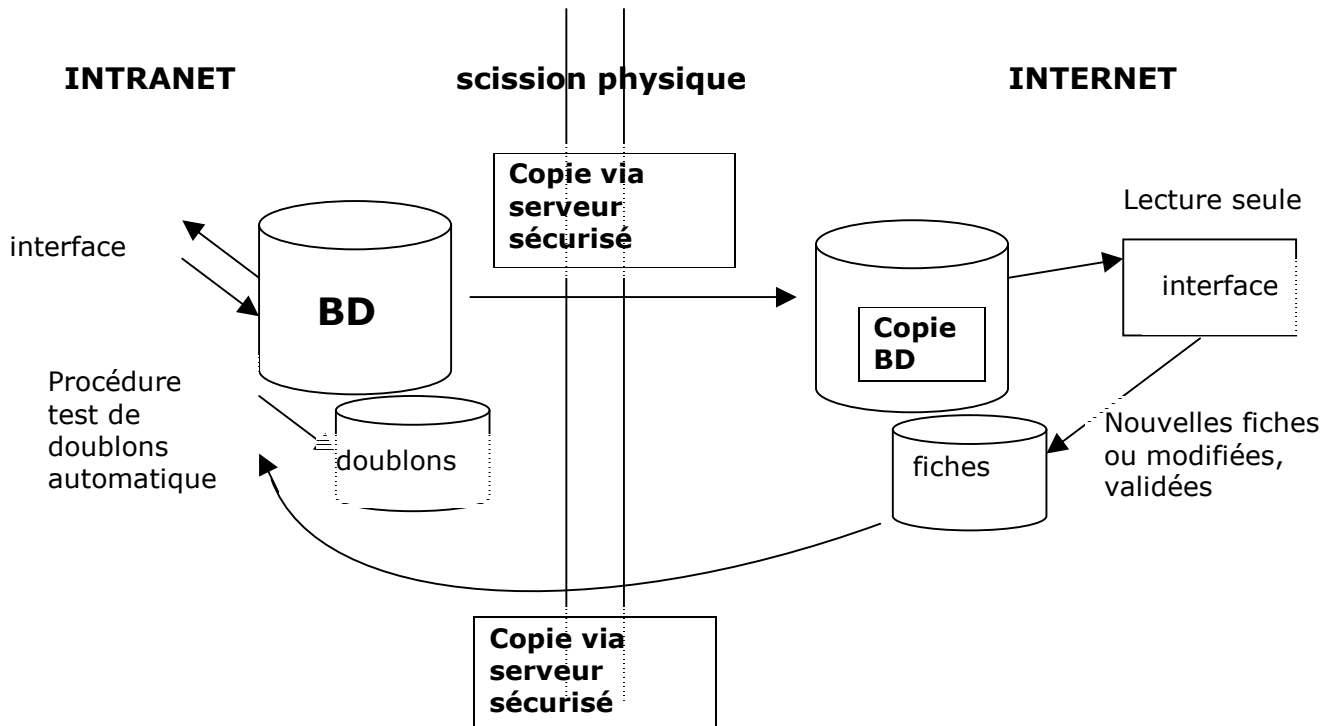 INTRANET
scission physique
INTERNET
Copie via
serveur
sécurisé
Lecture seule
interface
interface
BD
Copie
BD
Procédure
test de
doublons
automatique
doublons
fiches
Nouvelles fiches
ou modifiées,
validées
Copie via
serveur
sécurisé